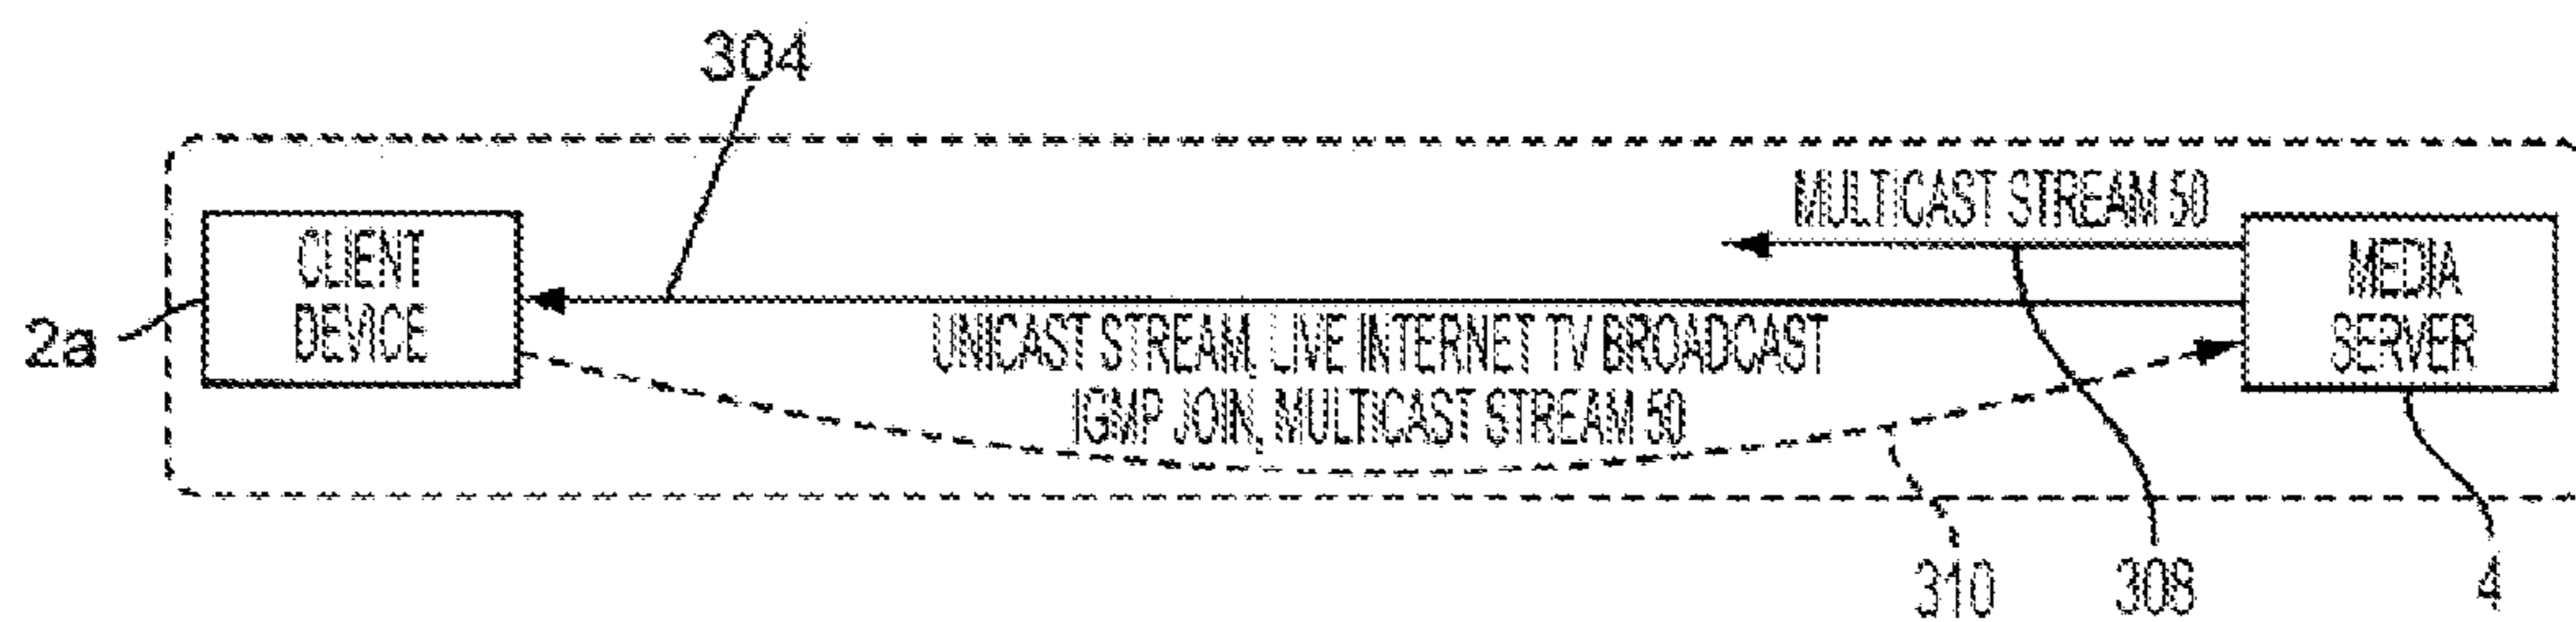 304
MULTICAST STREAM 50
CLIENT
DEVICE
MEDIA
SERVER
2a
UNICAST STREAM, LIVE INTERNET TV BROADCAST
IGMP JOIN, MULTICAST STREAM 50
310
308
4